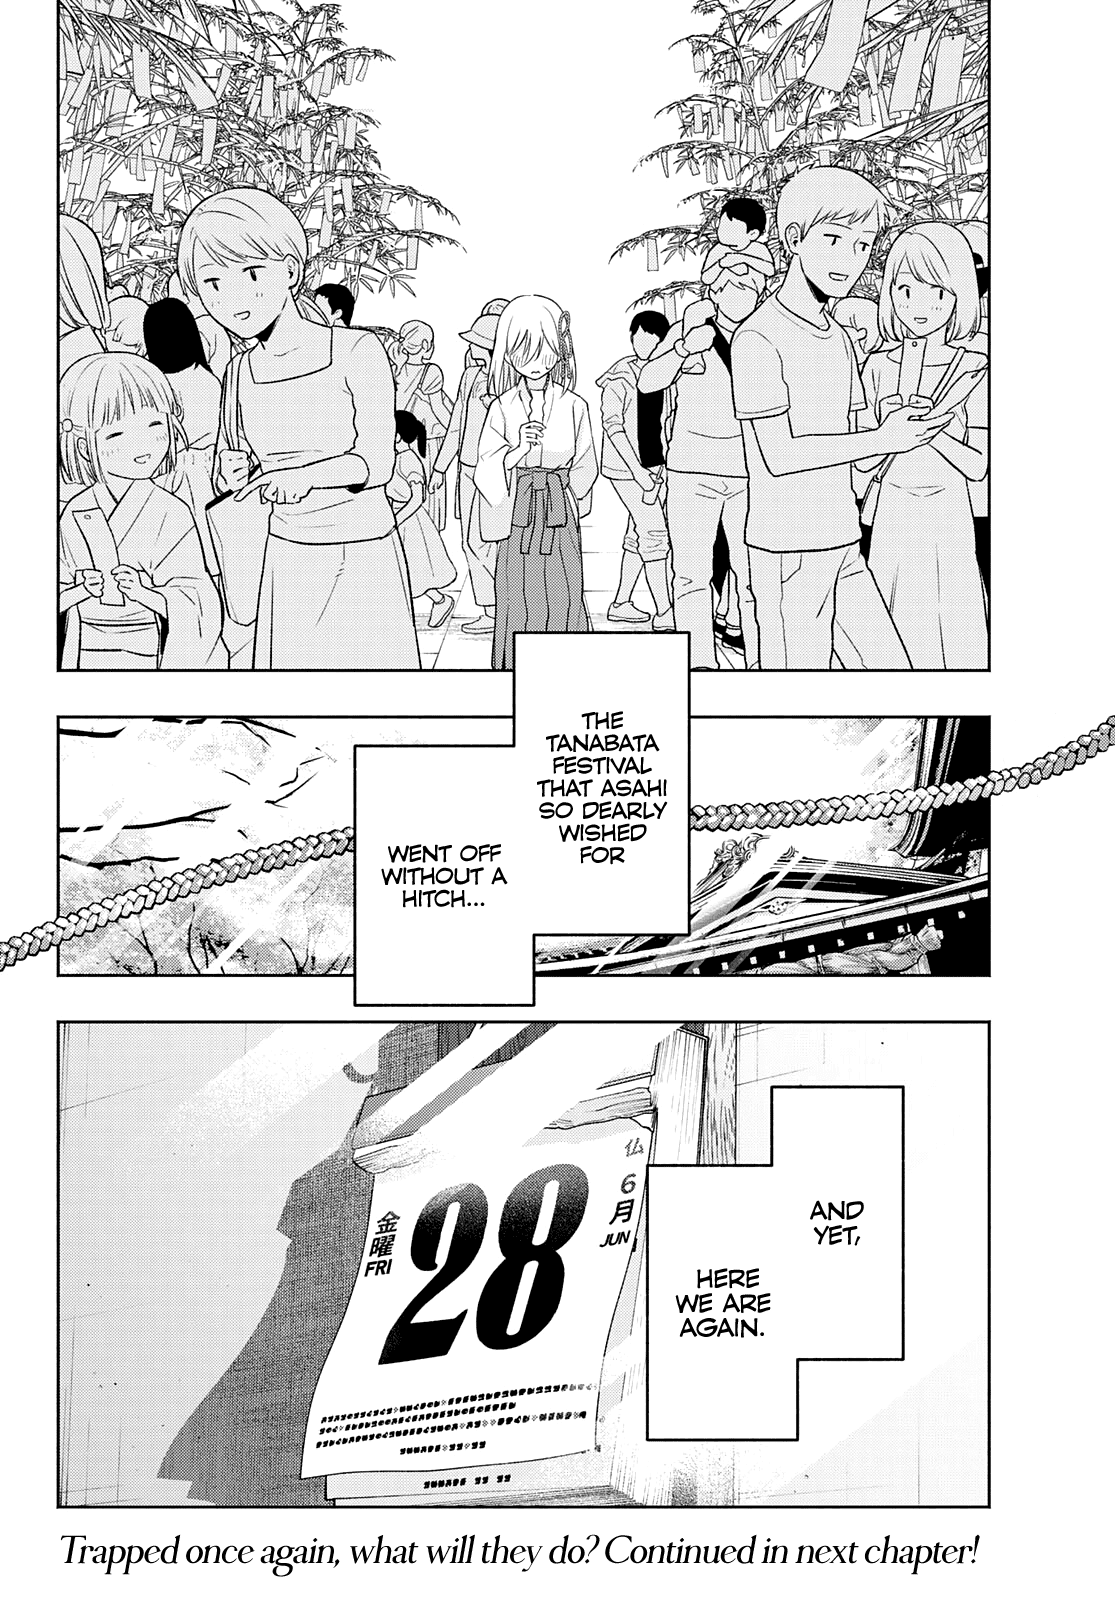 THE
TANABATA
FESTIVAL
THAT ASAHI
SO DEARLY
WISHED
FOR
WENT OFF
WITHOUT A
HITCH...
AND
YET,
HERE
WE ARE
AGAIN.
仏
6
月
JUN
28
金
曜
FRI
Trapped once again, what will they do? Continued in next chapter!